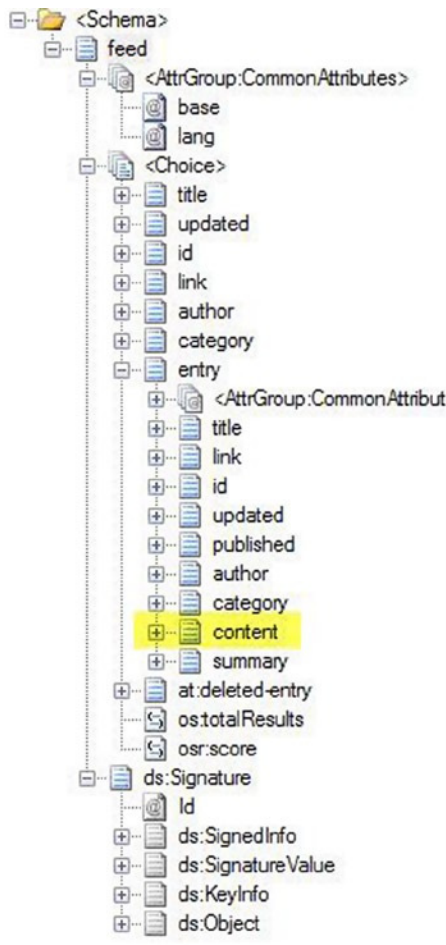 <Schema>
feed
<AttrGroup:CommonAttributes>
base
lang
<Choice>
title
updated
id
link
author
category
entry
<AttrGroup:CommonAttribut
title
link
id
updated
published
author
category
content
summary
at:deleted-entry
os:totalResults
osr:score
ds:Signature
Id
ds:SignedInfo
ds:SignatureValue
ds:KeyInfo
ds:Object